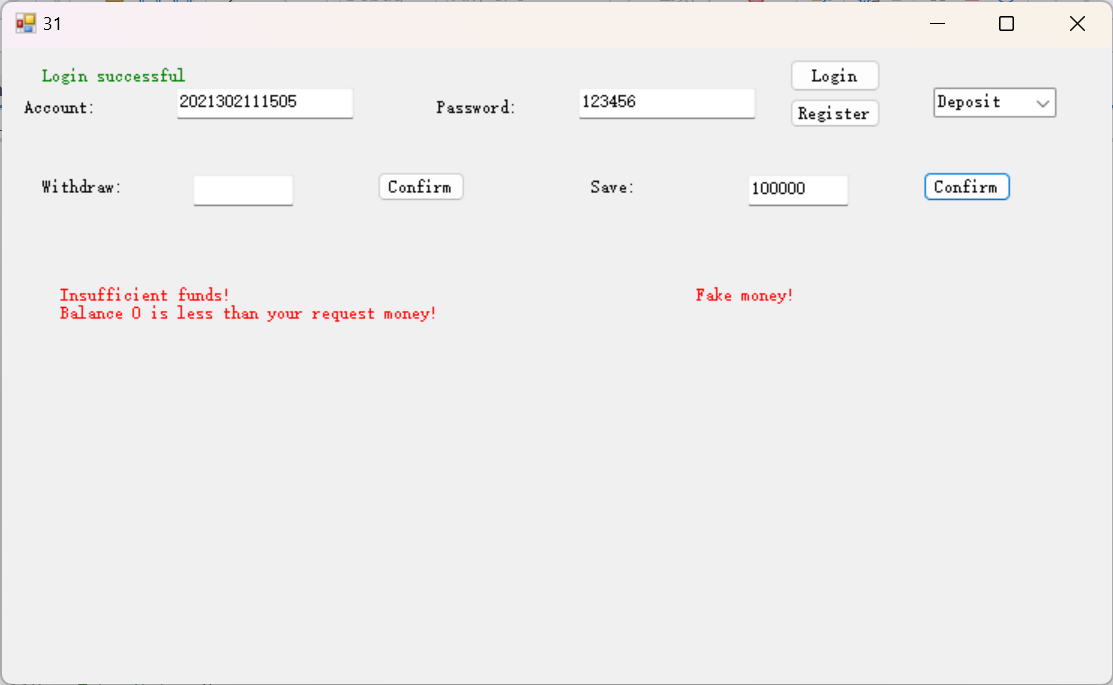 31
Login successful
Login
Account:
2021302111505
Password:
123456
Register
Deposit
Withdraw:
Confirm
Save:
100000
Confirm
Insufficient funds!
Balance 0 is less than your request money!
Fake money!